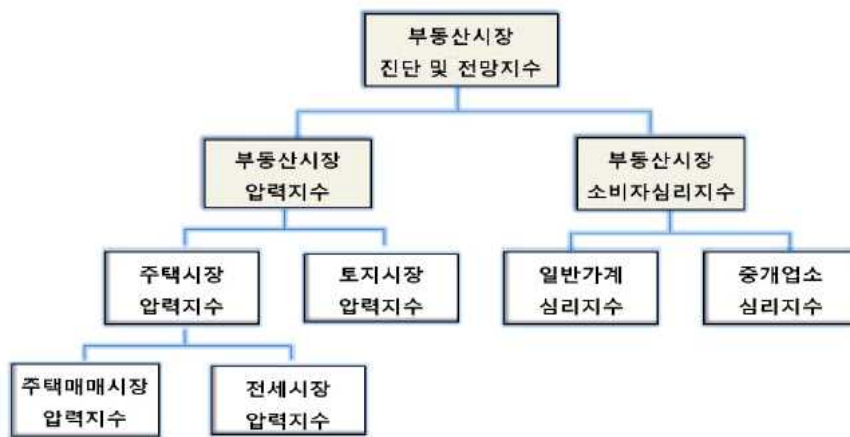 부동산시장
진단 및 전망지수
부동산시장
압력지수
부동산시장
소비자심리지수
주택시장
압력지수
토지시장
압력지수
일반가계
심리지수
중개업소
심리지수
주택매매시장
압력지수
전세시장
압력지수